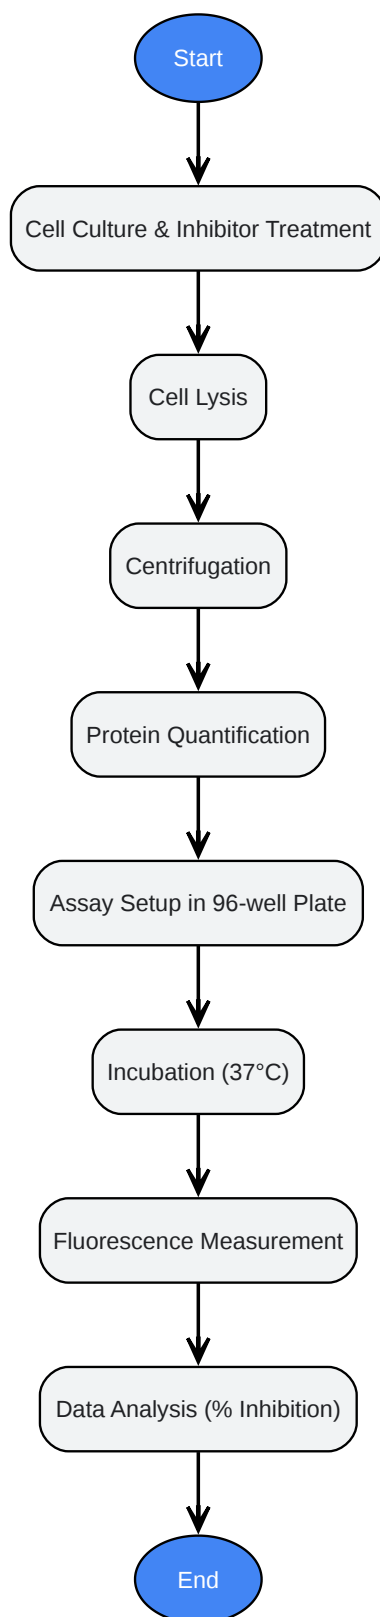 Start
Cell Culture & Inhibitor Treatment
Cell Lysis
Centrifugation
Protein Quantification
Assay Setup in 96-well Plate
Incubation (37°C)
Fluorescence Measurement
Data Analysis (% Inhibition)
End